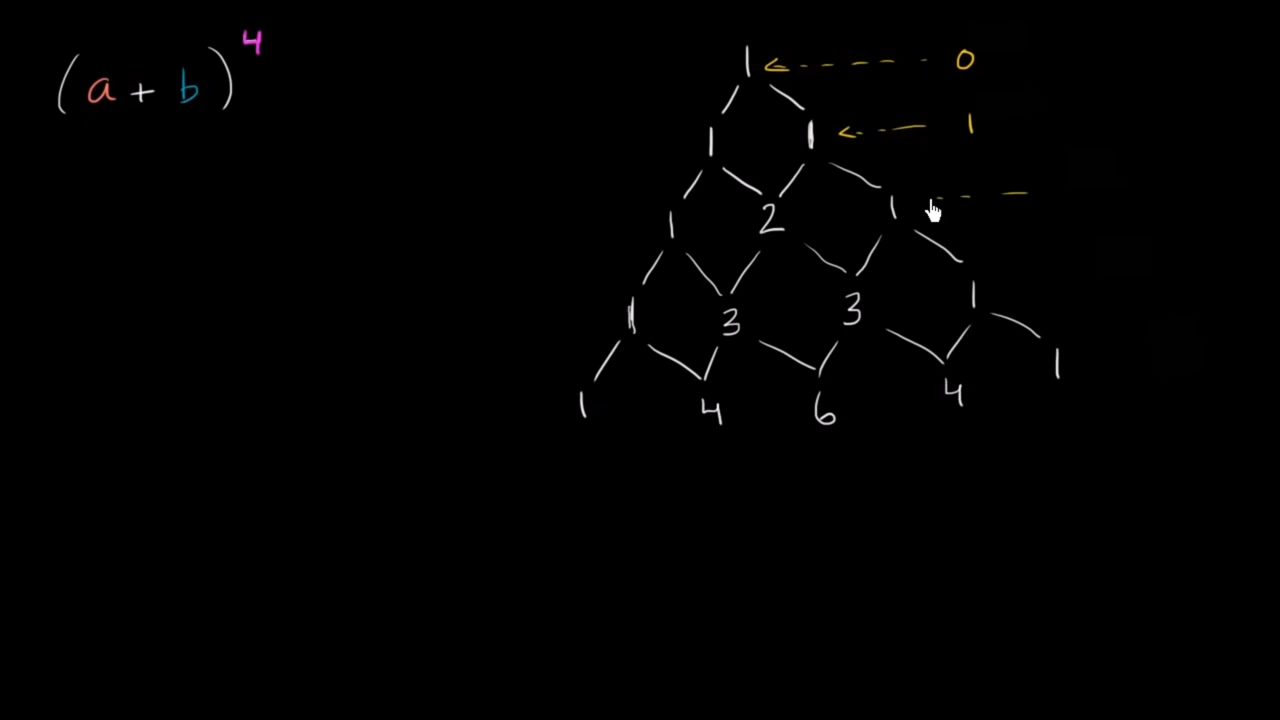 (a + b)^4
1 0
1 1 1
1 2 1
1 3 3 1
1 4 6 4 1